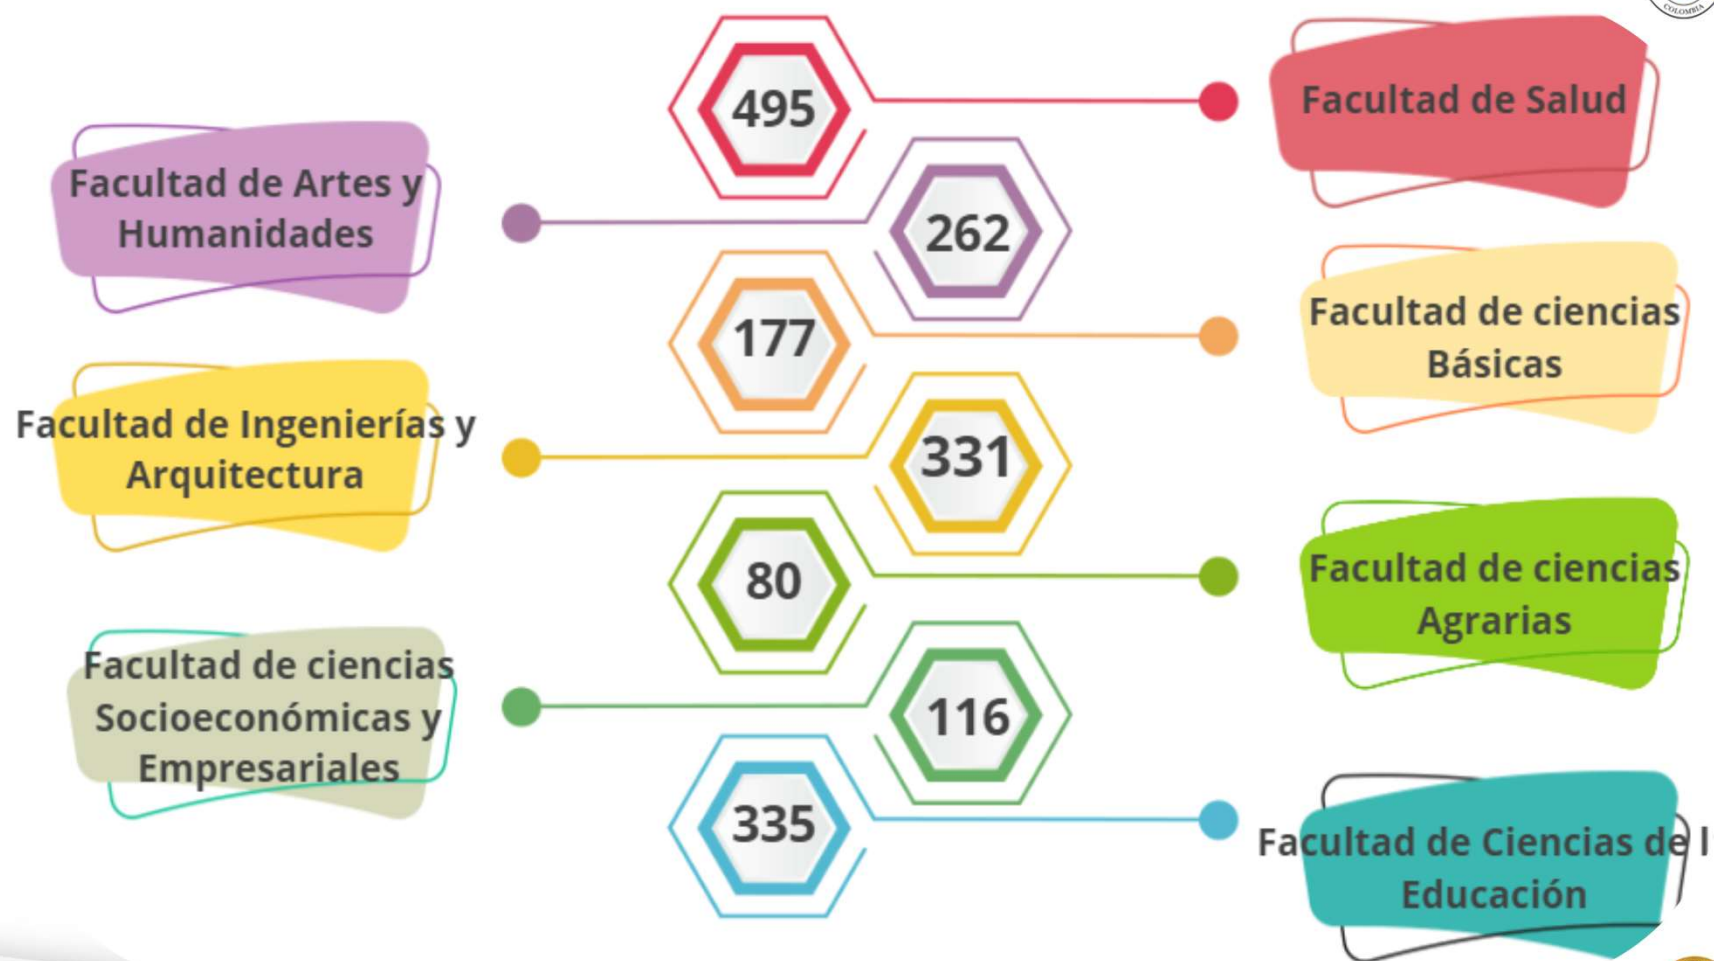 COLOMBIA
495
Facultad de Salud
Facultad de Artes y
Humanidades
262
177
Facultad de ciencias
Básicas
Facultad de Ingenierías y
Arquitectura
331
80
Facultad de ciencias
Agrarias
Facultad de ciencias
Socioeconómicas y
Empresariales
116
335
Facultad de Ciencias de l
Educación